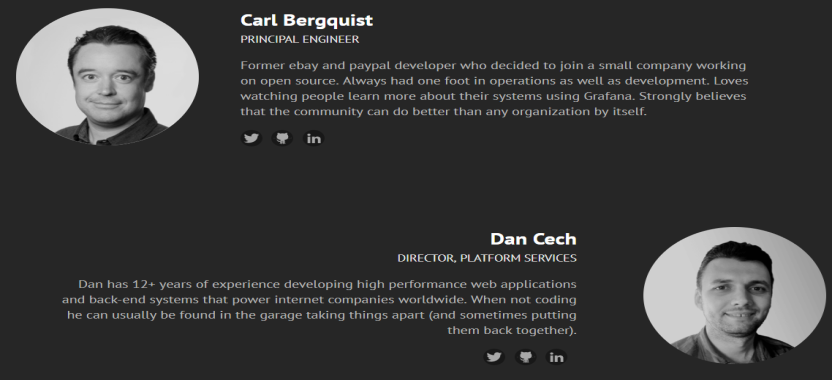 Carl Bergquist
PRINCIPAL ENGINEER
Former ebay and paypal developer who decided to join a small company working
on open source. Always had one foot in operations as well as development. Loves
watching people learn more about their systems using Grafana. Strongly believes
that the community can do better than any organization by itself.
in
Dan Cech
DIRECTOR, PLATFORM SERVICES
Dan has 12+ years of experience developing high performance web applications
and back-end systems that power internet companies worldwide. When not coding
he can usually be found in the garage taking things apart (and sometimes putting
them back together).
in